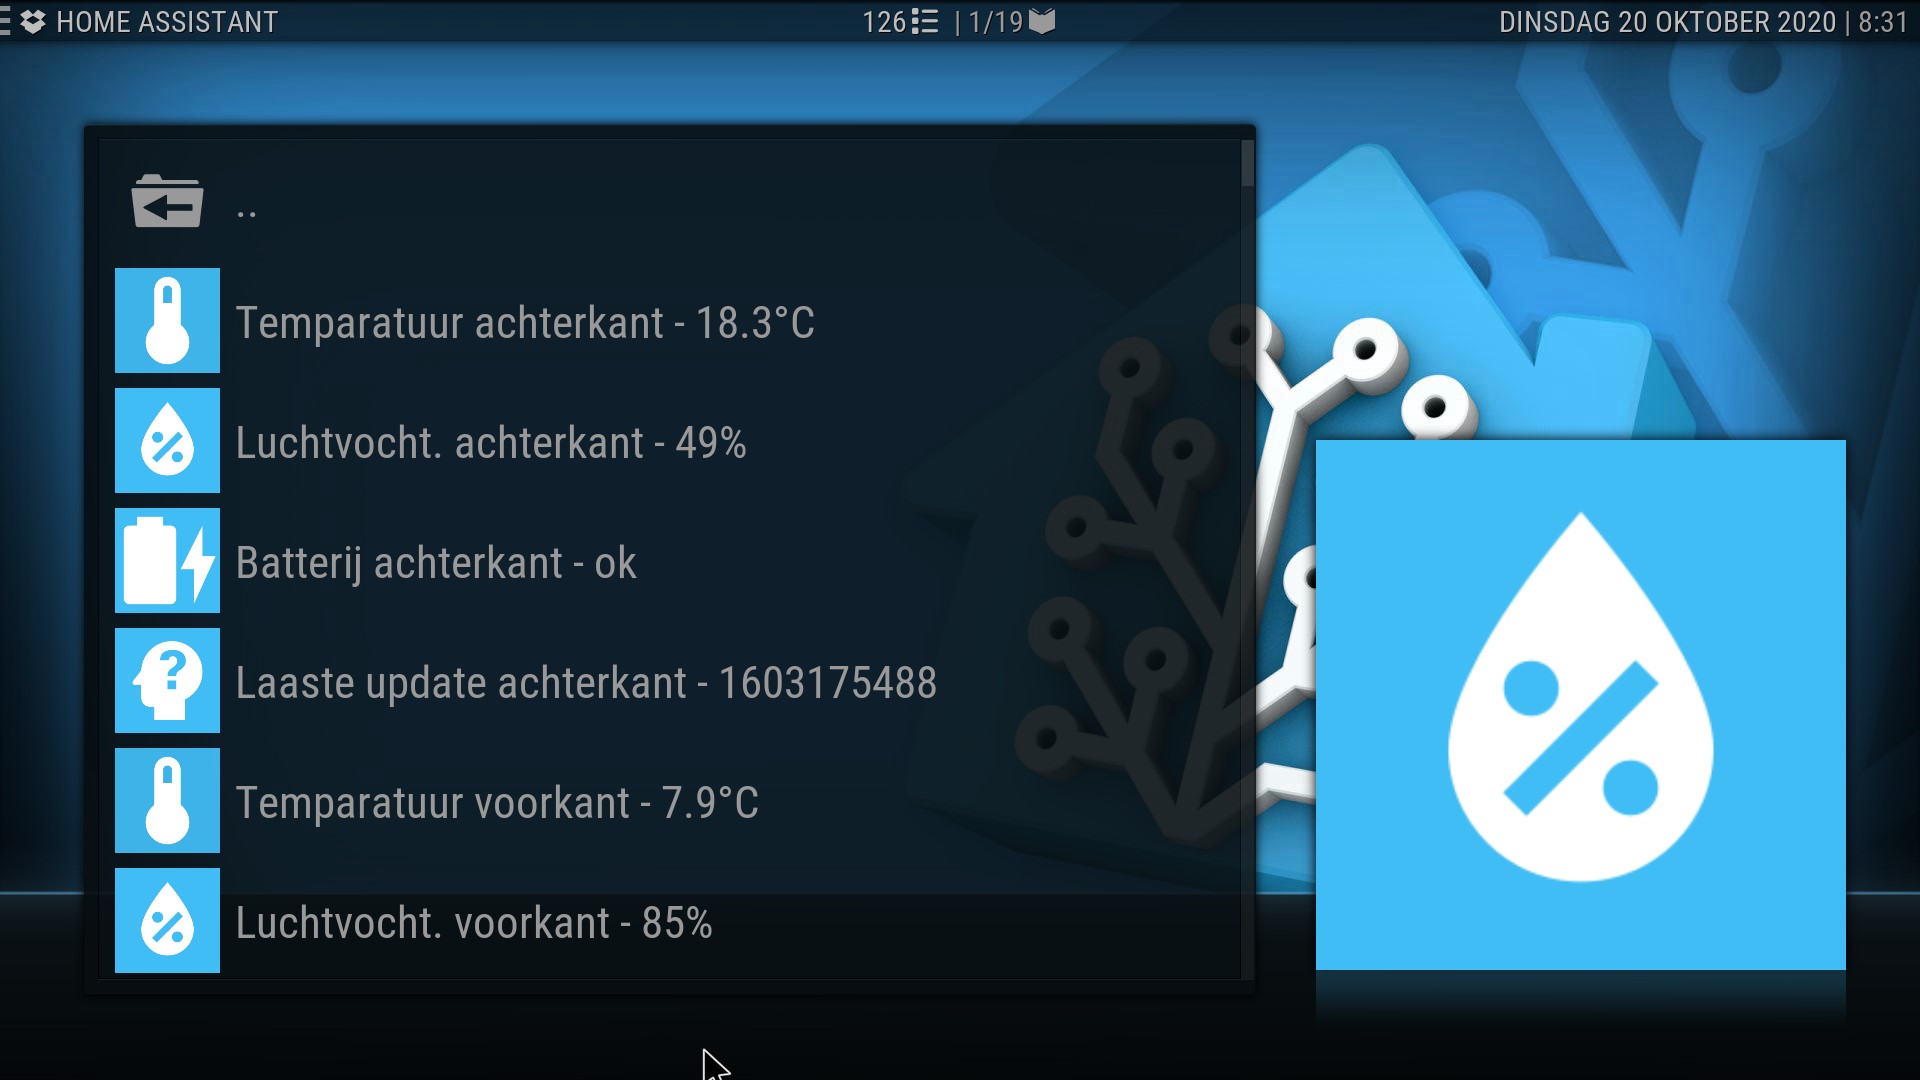 HOME ASSISTANT
126 | 1/19
DINSDAG 20 OKTOBER 2020 | 8:31
..
Temparatuur achterkant - 18.3°C
Luchtvocht. achterkant - 49%
Batterij achterkant - ok
?
Laaste update achterkant - 1603175488
Temparatuur voorkant - 7.9°C
Luchtvocht. voorkant - 85%